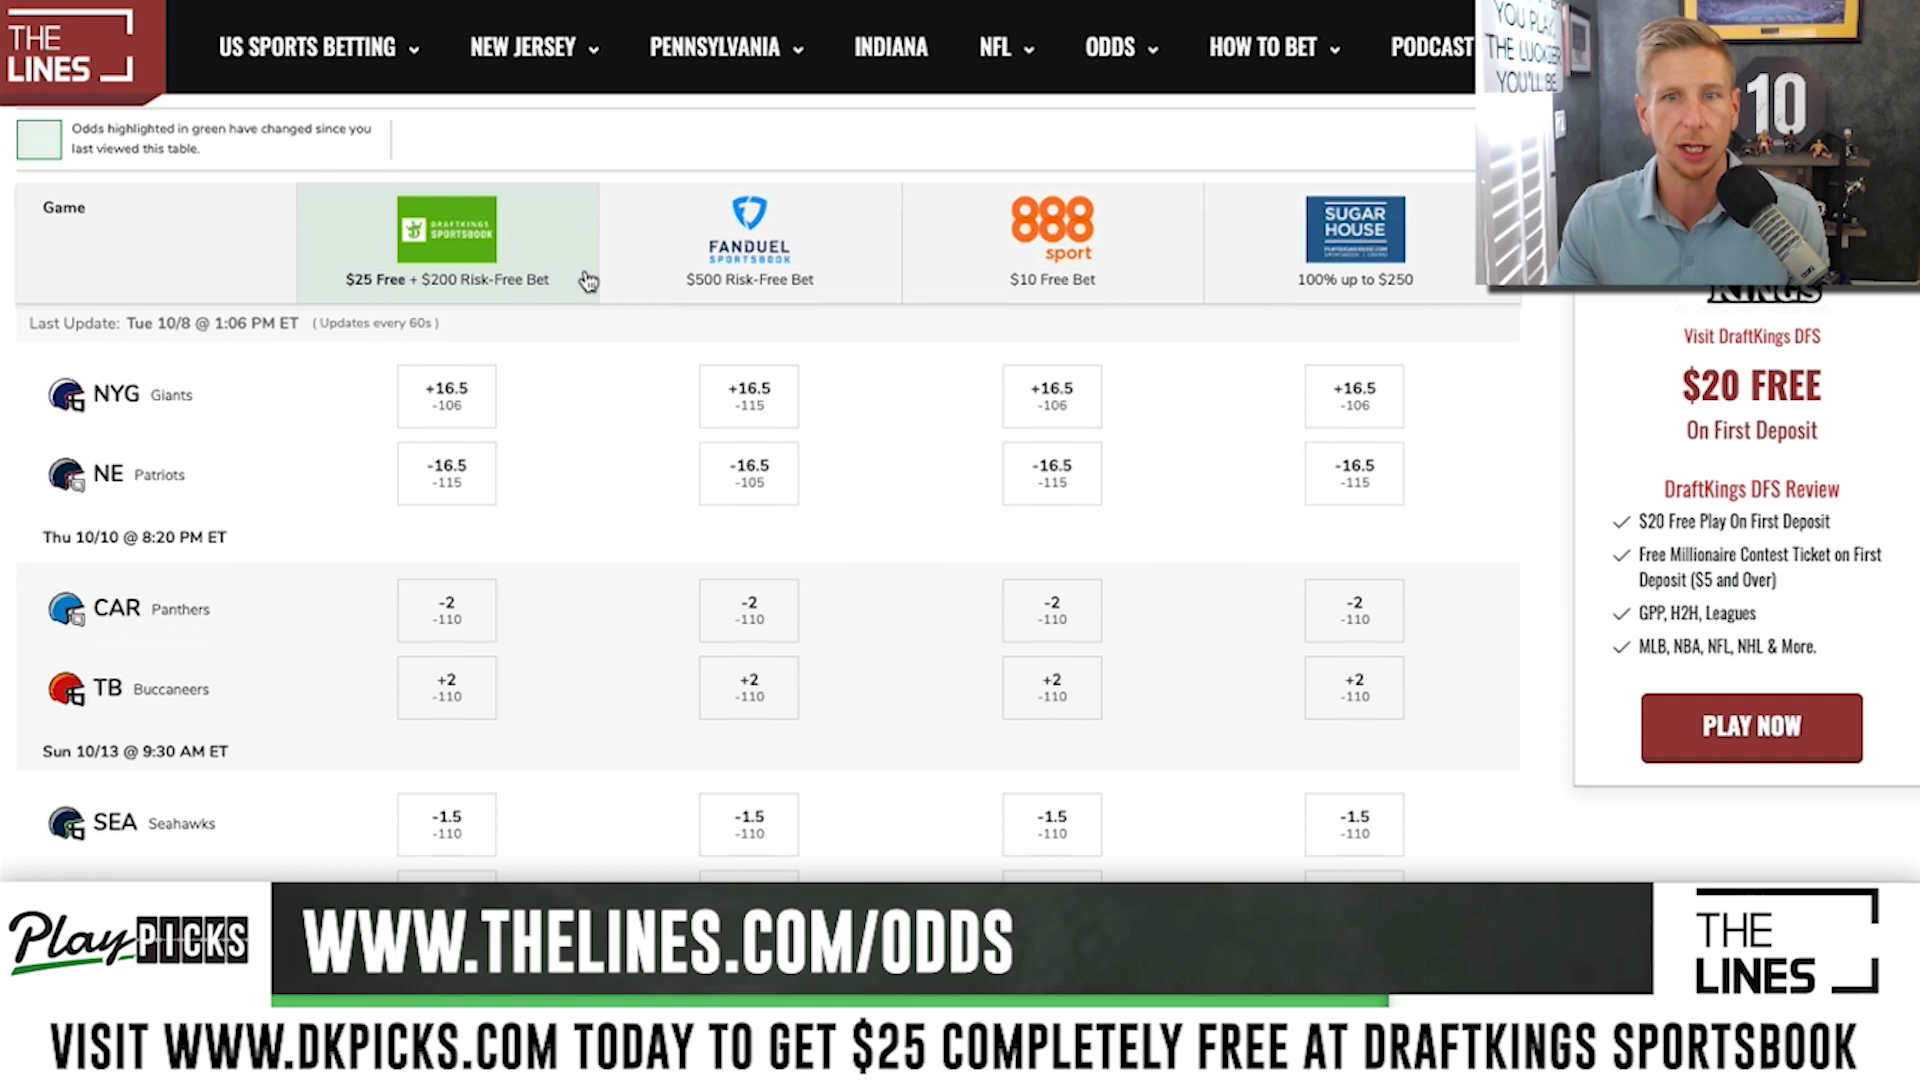 THE
LINES
US SPORTS BETTING
NEW JERSEY
PENNSYLVANIA
INDIANA
NFL
ODDS
HOW TO BET
PODCAST
YOU PLAY,
THE LUCKIER
YOU'LL BE
10
Odds highlighted in green have changed since you
last viewed this table.
Game
DRAFTKINGS
SPORTSBOOK
$25 Free + $200 Risk-Free Bet
FANDUEL
SPORTSBOOK
$500 Risk-Free Bet
888
sport
$10 Free Bet
SUGAR
HOUSE
100% up to $250
KINGS
Last Update: Tue 10/8 @ 1:06 PM ET (Updates every 60s)
NYG Giants
+16.5
-106
+16.5
-115
+16.5
-106
+16.5
-106
NE Patriots
-16.5
-115
-16.5
-105
-16.5
-115
-16.5
-115
Thu 10/10 @ 8:20 PM ET
CAR Panthers
-2
-110
-2
-110
-2
-110
-2
-110
TB Buccaneers
+2
-110
+2
-110
+2
-110
+2
-110
Sun 10/13 @ 9:30 AM ET
SEA Seahawks
-1.5
-110
-1.5
-110
-1.5
-110
-1.5
-110
Visit DraftKings DFS
$20 FREE
On First Deposit
DraftKings DFS Review
$20 Free Play On First Deposit
Free Millionaire Contest Ticket on First
Deposit ($5 and Over)
GPP, H2H, Leagues
MLB, NBA, NFL, NHL & More.
PLAY NOW
Play PICKS
WWW.THELINES.COM/ODDS
THE
LINES
VISIT WWW.DKPICKS.COM TODAY TO GET $25 COMPLETELY FREE AT DRAFTKINGS SPORTSBOOK